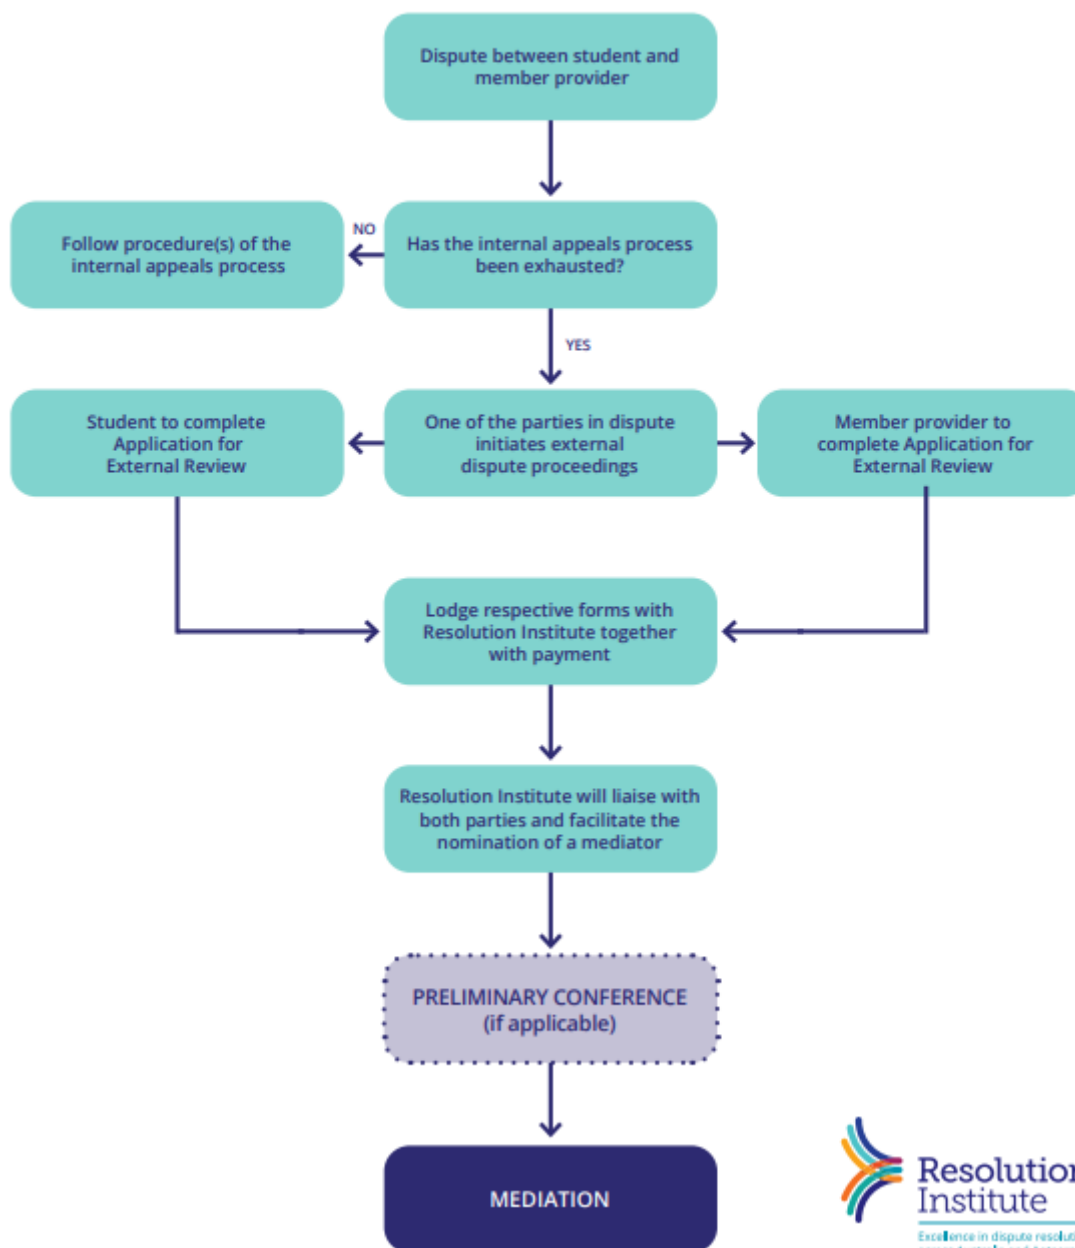 Dispute between student and
member provider
NO
Follow procedure(s) of the
internal appeals process
Has the internal appeals process
been exhausted?
YES
Student to complete
Application for
External Review
One of the parties in dispute
initiates external
dispute proceedings
Member provider to
complete Application for
External Review
Lodge respective forms with
Resolution Institute together
with payment
Resolution Institute will liaise with
both parties and facilitate the
nomination of a mediator
PRELIMINARY CONFERENCE
(if applicable)
MEDIATION
Resolution
Institute
Excellence in dispute